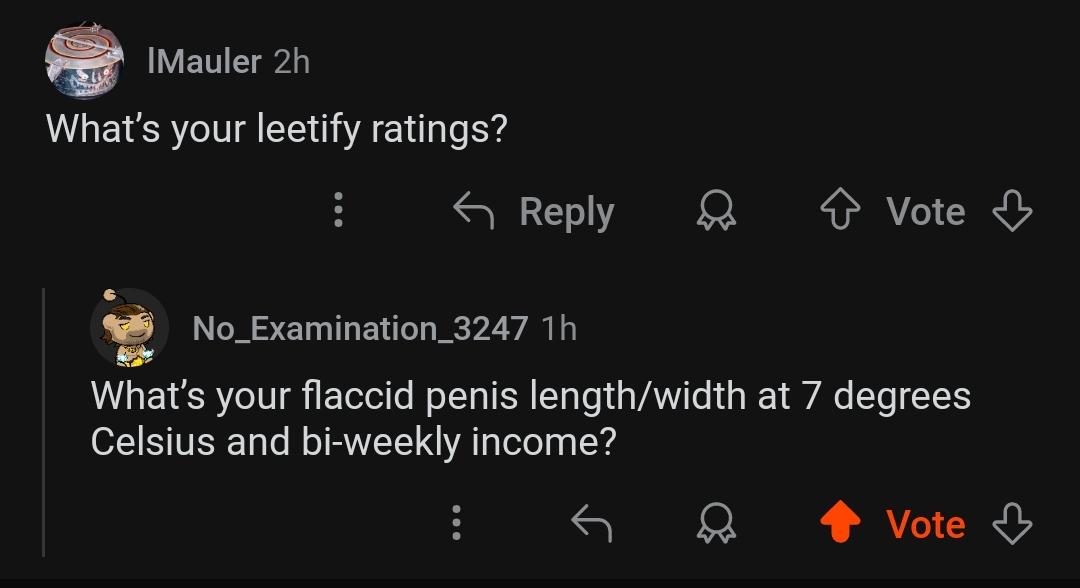 lMauler 2h
What’s your leetify ratings?
Reply
Vote
No_Examination_3247 1h
What’s your flaccid penis length/width at 7 degrees
Celsius and bi-weekly income?
Vote